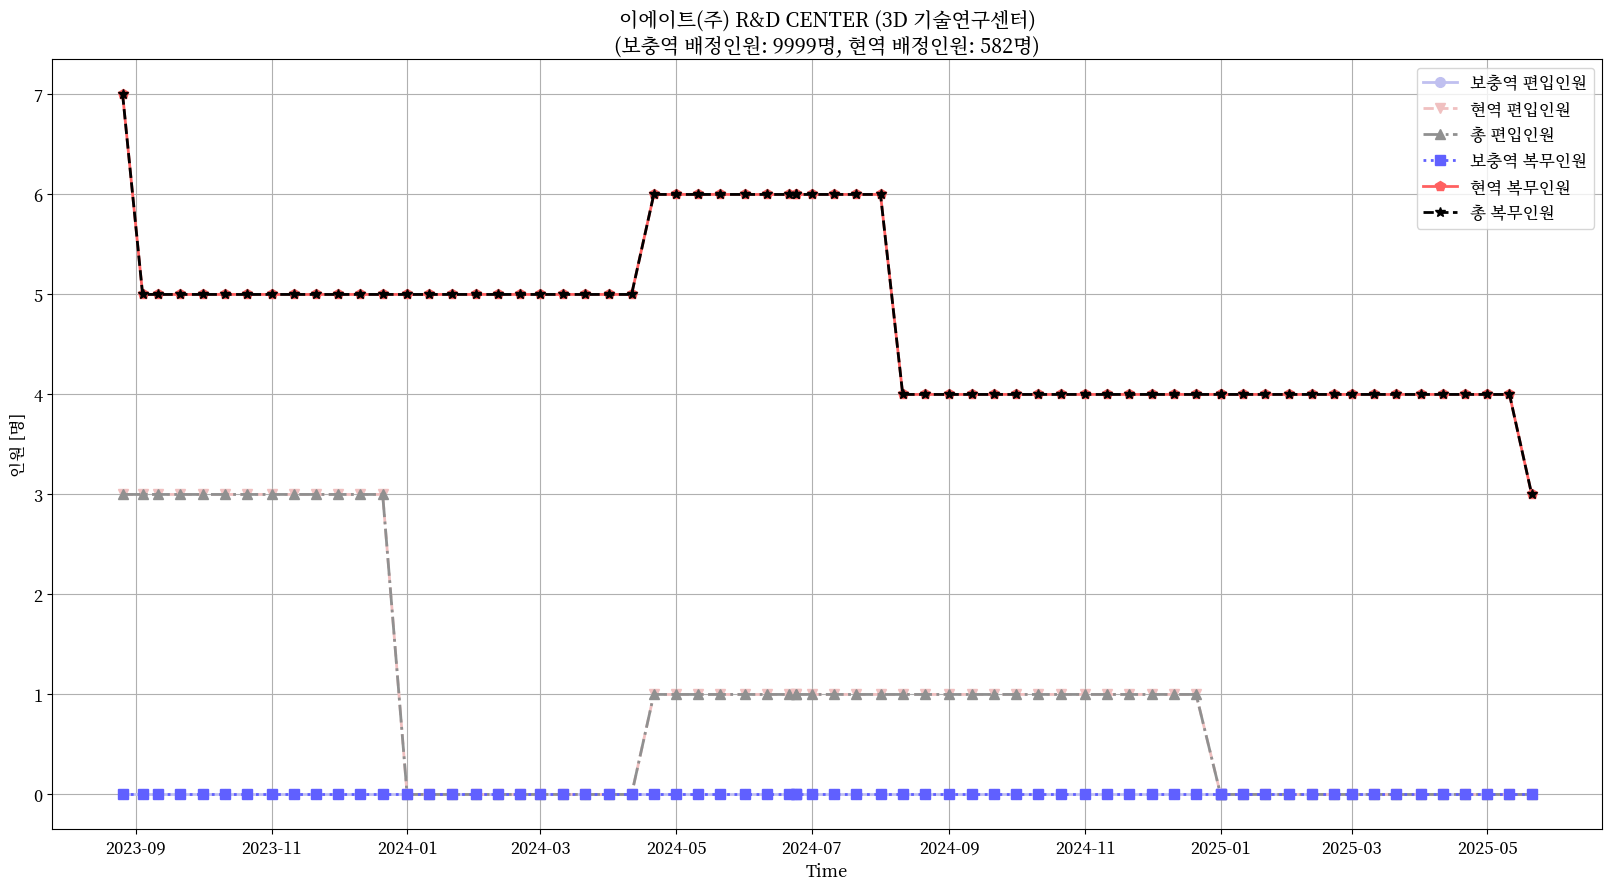 이에이트(주) R&D CENTER (3D 기술연구센터)
(보충역 배정인원: 9999명, 현역 배정인원: 582명)
보충역 편입인원
현역 편입인원
총 편입인원
보충역 복무인원
현역 복무인원
총 복무인원
인원 [명]
7
6
5
4
3
2
1
0
2023-09
2023-11
2024-01
2024-03
2024-05
2024-07
2024-09
2024-11
2025-01
2025-03
2025-05
Time